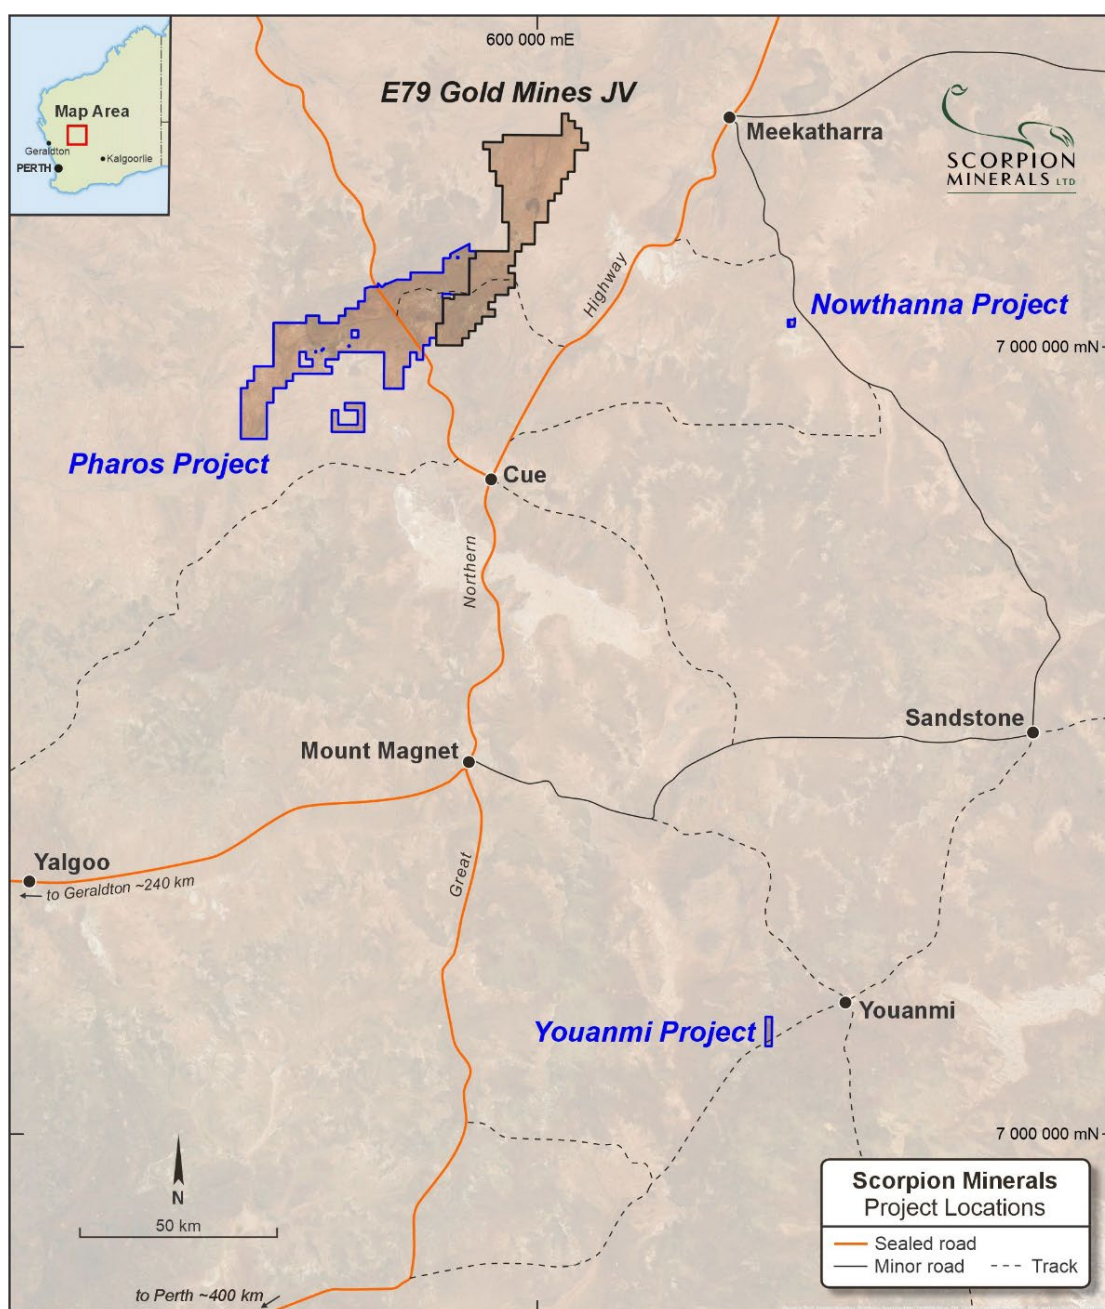 600 000 mE
E79 Gold Mines JV
Map Area
Geraldton
Kalgoorlie
PERTH
Meekatharra
SCORPION
MINERALS LTD
Highway
Nowthanna Project
7 000 000 mN
Pharos Project
Cue
Northern
Sandstone
Mount Magnet
Yalgoo
to Geraldton ~240 km
Great
Youanmi
Youanmi Project
7 000 000 mN
N
50 km
Scorpion Minerals
Project Locations
Sealed road
Minor road
Track
to Perth ~400 km